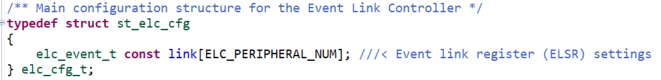 /** Main configuration structure for the Event Link Controller */
typedef struct st_elc_cfg
{
    elc_event_t const link[ELC_PERIPHERAL_NUM]; ///< Event link register (ELSR) settings
} elc_cfg_t;